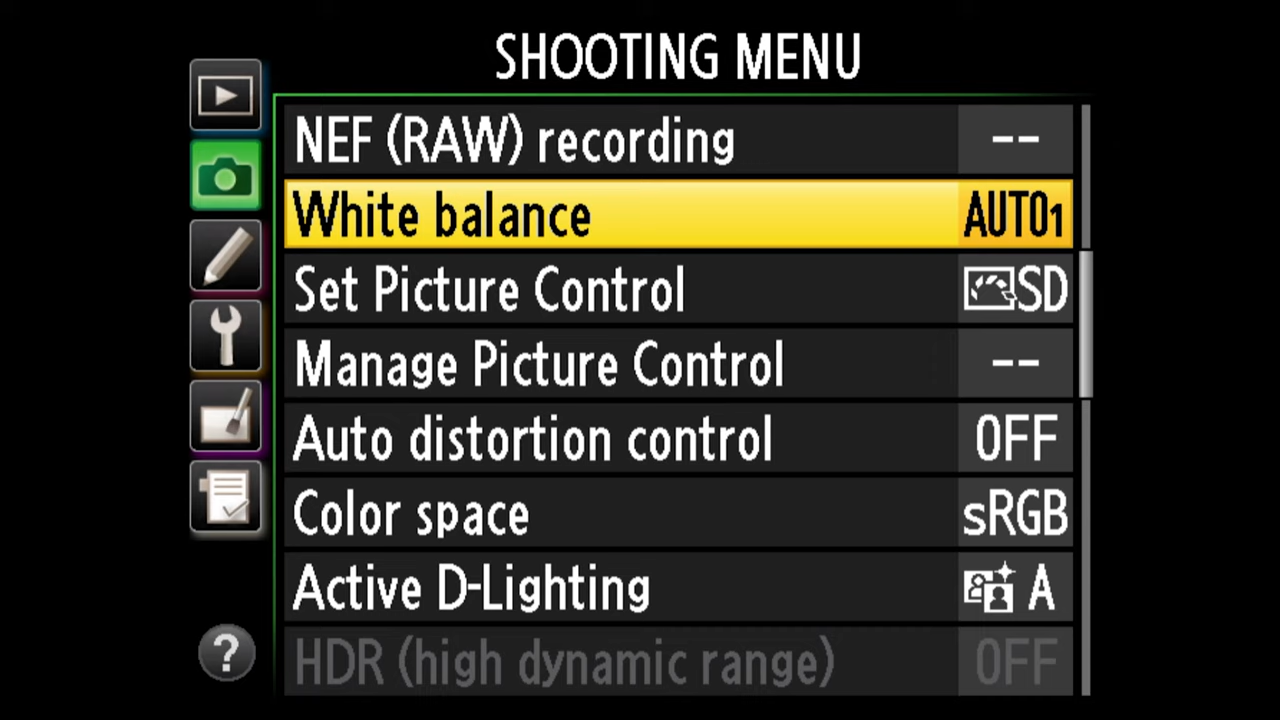 SHOOTING MENU
NEF (RAW) recording --
White balance AUTO1
Set Picture Control SD
Manage Picture Control --
Auto distortion control OFF
Color space sRGB
Active D-Lighting A
HDR (high dynamic range) OFF
?